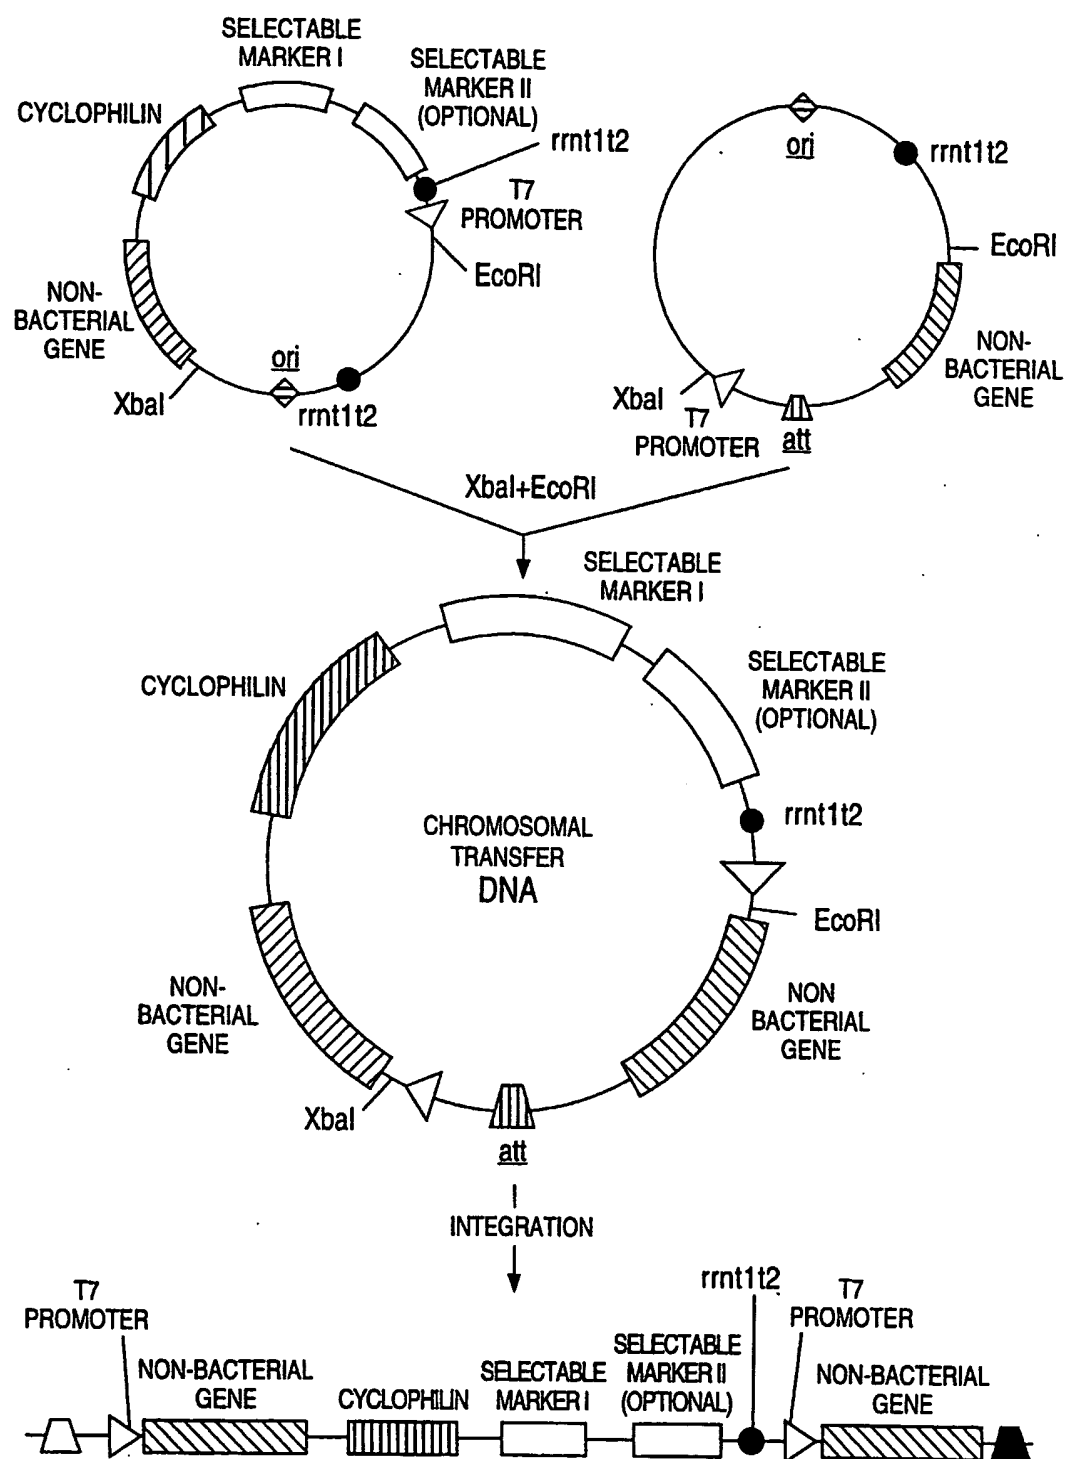 SELECTABLE
MARKER I
SELECTABLE
MARKER II
(OPTIONAL)
CYCLOPHILIN
rrnt1t2
T7
PROMOTER
EcoRI
NON-
BACTERIAL
GENE
ori
XbaI
rrnt1t2
ori
rrnt1t2
EcoRI
NON-
BACTERIAL
GENE
XbaI
T7
PROMOTER
att
XbaI+EcoRI
SELECTABLE
MARKER I
SELECTABLE
MARKER II
(OPTIONAL)
CYCLOPHILIN
rrnt1t2
CHROMOSOMAL
TRANSFER
DNA
EcoRI
NON-
BACTERIAL
GENE
NON
BACTERIAL
GENE
XbaI
att
INTEGRATION
T7
PROMOTER
rrnt1t2
T7
PROMOTER
NON-BACTERIAL
GENE
CYCLOPHILIN
SELECTABLE
MARKER I
SELECTABLE
MARKER II
(OPTIONAL)
NON-BACTERIAL
GENE